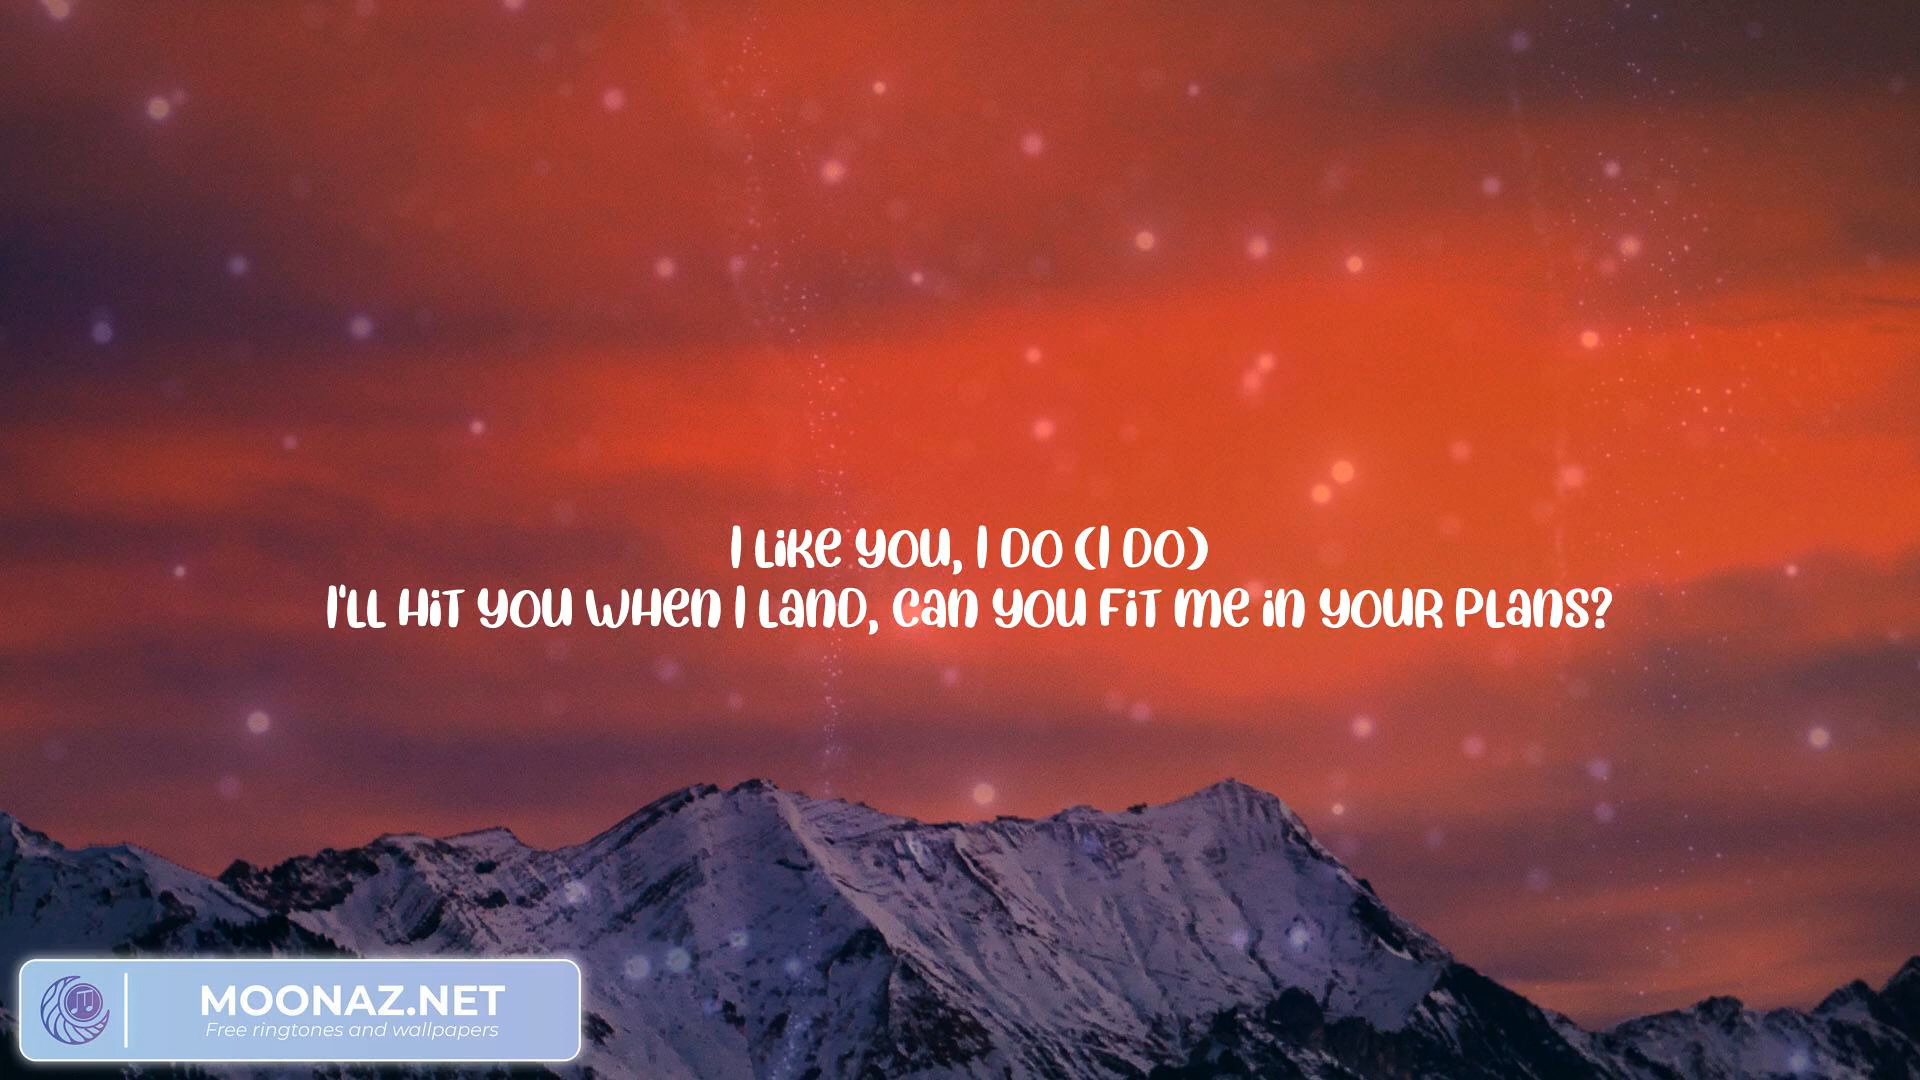 I Like you, I do (I do)
I'll hit you when I land, can you fit me in your plans?
MOONAZ.NET
Free ringtones and wallpapers